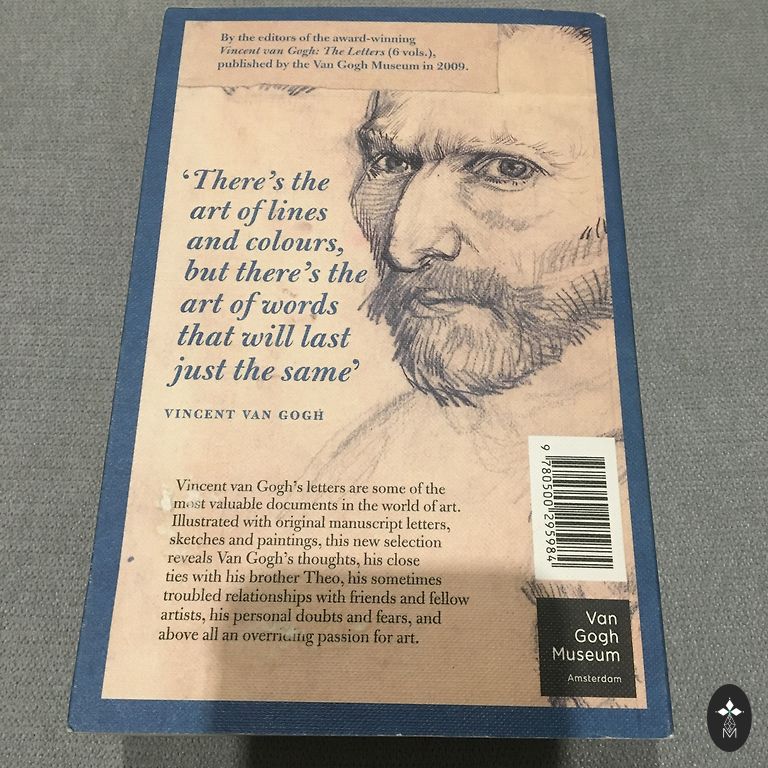 By the editors of the award-winning
Vincent van Gogh: The Letters (6 vols.),
published by the Van Gogh Museum in 2009.
‘There’s the
art of lines
and colours,
but there’s the
art of words
that will last
just the same’
VINCENT VAN GOGH
Vincent van Gogh’s letters are some of the
most valuable documents in the world of art.
Illustrated with original manuscript letters,
sketches and paintings, this new selection
reveals Van Gogh’s thoughts, his close
ties with his brother Theo, his sometimes
troubled relationships with friends and fellow
artists, his personal doubts and fears, and
above all an overriding passion for art.
9 780500 295984
Van
Gogh
Museum
Amsterdam
M